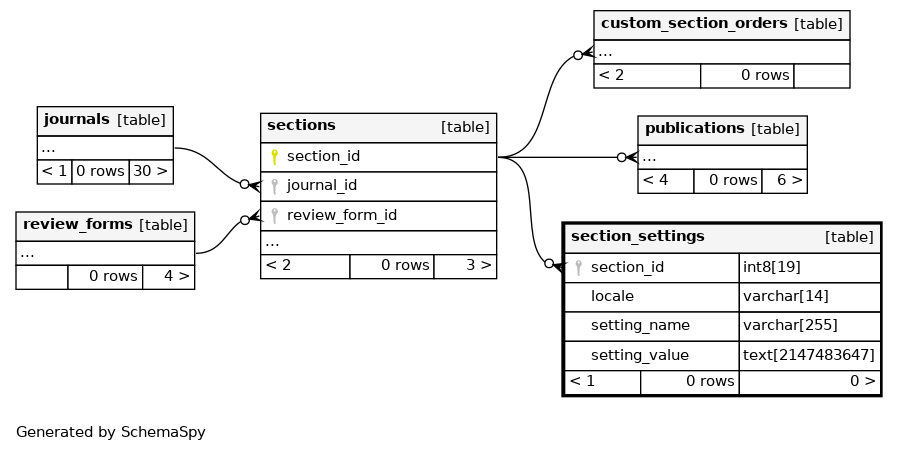 custom_section_orders [table]
...
< 2 0 rows
journals [table]
...
< 1 0 rows 30 >
sections [table]
section_id
journal_id
review_form_id
...
< 2 0 rows 3 >
publications [table]
...
< 4 0 rows 6 >
review_forms [table]
...
0 rows 4 >
section_settings [table]
section_id int8[19]
locale varchar[14]
setting_name varchar[255]
setting_value text[2147483647]
< 1 0 rows 0 >
Generated by SchemaSpy